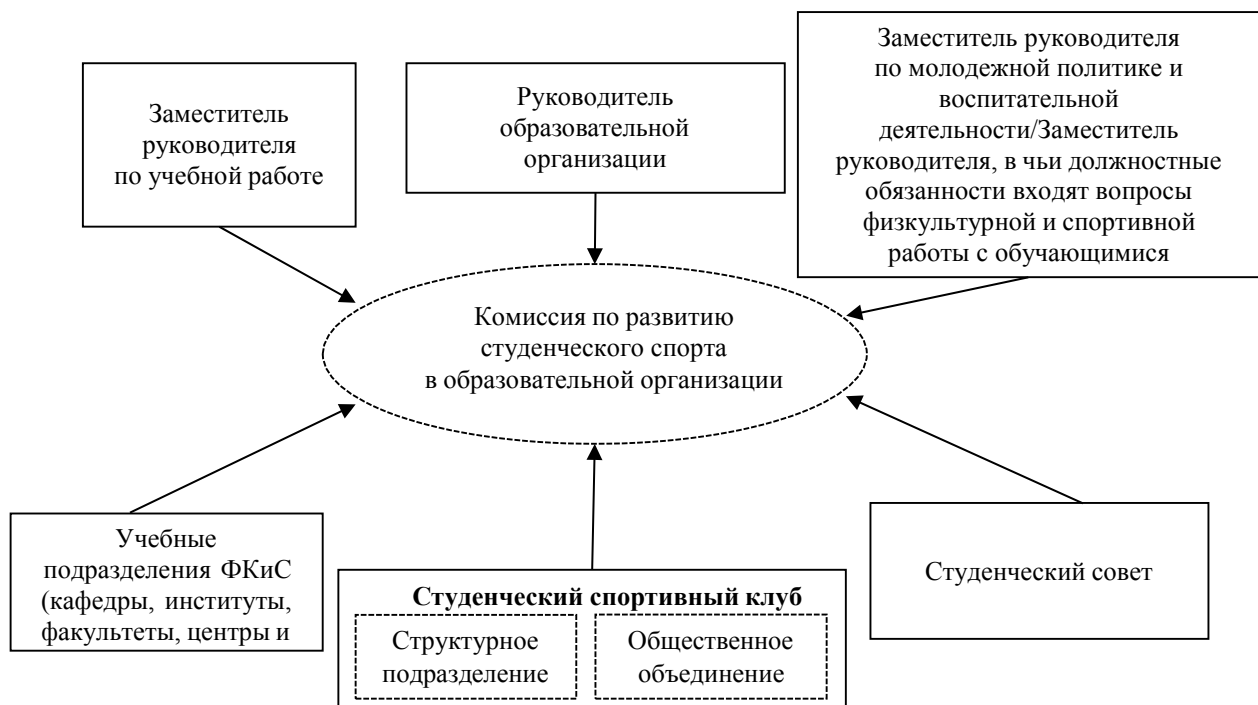 Заместитель
руководителя
по учебной работе
Руководитель
образовательной
организации
Заместитель руководителя
по молодежной политике и
воспитательной
деятельности/Заместитель
руководителя, в чьи должностные
обязанности входят вопросы
физкультурной и спортивной
работы с обучающимися
Комиссия по развитию
студенческого спорта
в образовательной организации
Учебные
подразделения ФКиС
(кафедры, институты,
факультеты, центры и
Студенческий спортивный клуб
Структурное
подразделение
Общественное
объединение
Студенческий совет